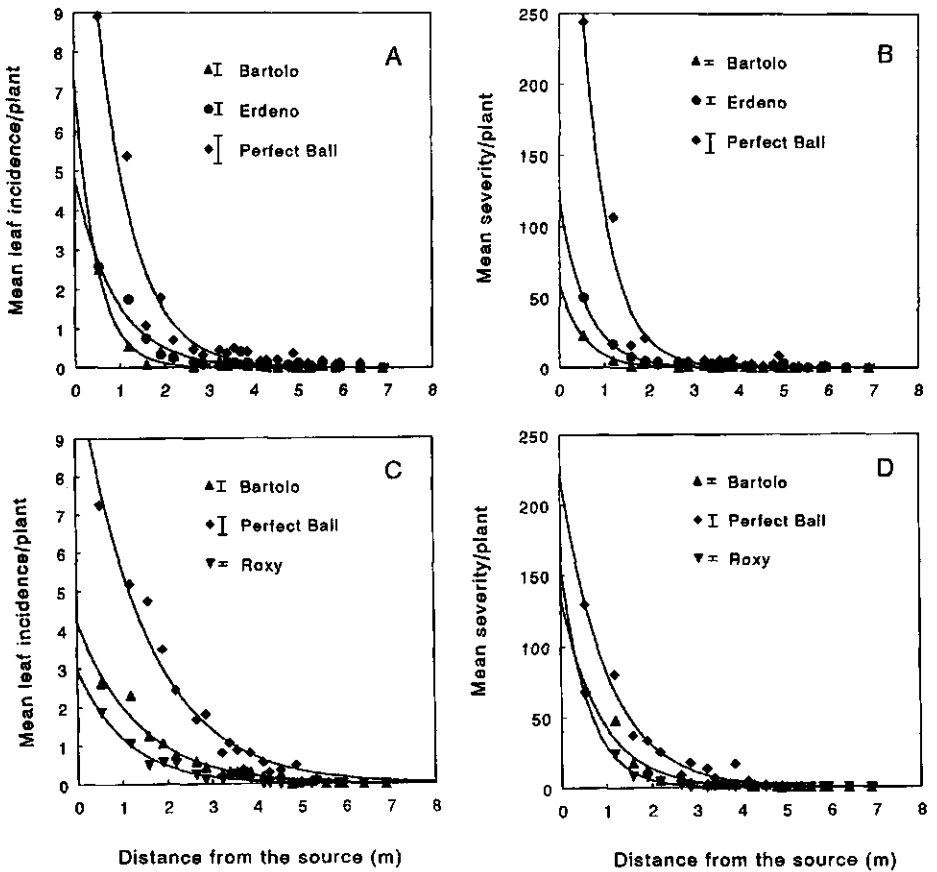 A
Bartolo
Erdeno
Perfect Ball
Mean leaf incidence/plant
9
8
7
6
5
4
3
2
1
0
0 1 2 3 4 5 6 7 8
B
Bartolo
Erdeno
Perfect Ball
Mean severity/plant
250
200
150
100
50
0
0 1 2 3 4 5 6 7 8
C
Bartolo
Perfect Ball
Roxy
Mean leaf incidence/plant
9
8
7
6
5
4
3
2
1
0
0 1 2 3 4 5 6 7 8
Distance from the source (m)
D
Bartolo
Perfect Ball
Roxy
Mean severity/plant
250
200
150
100
50
0
0 1 2 3 4 5 6 7 8
Distance from the source (m)